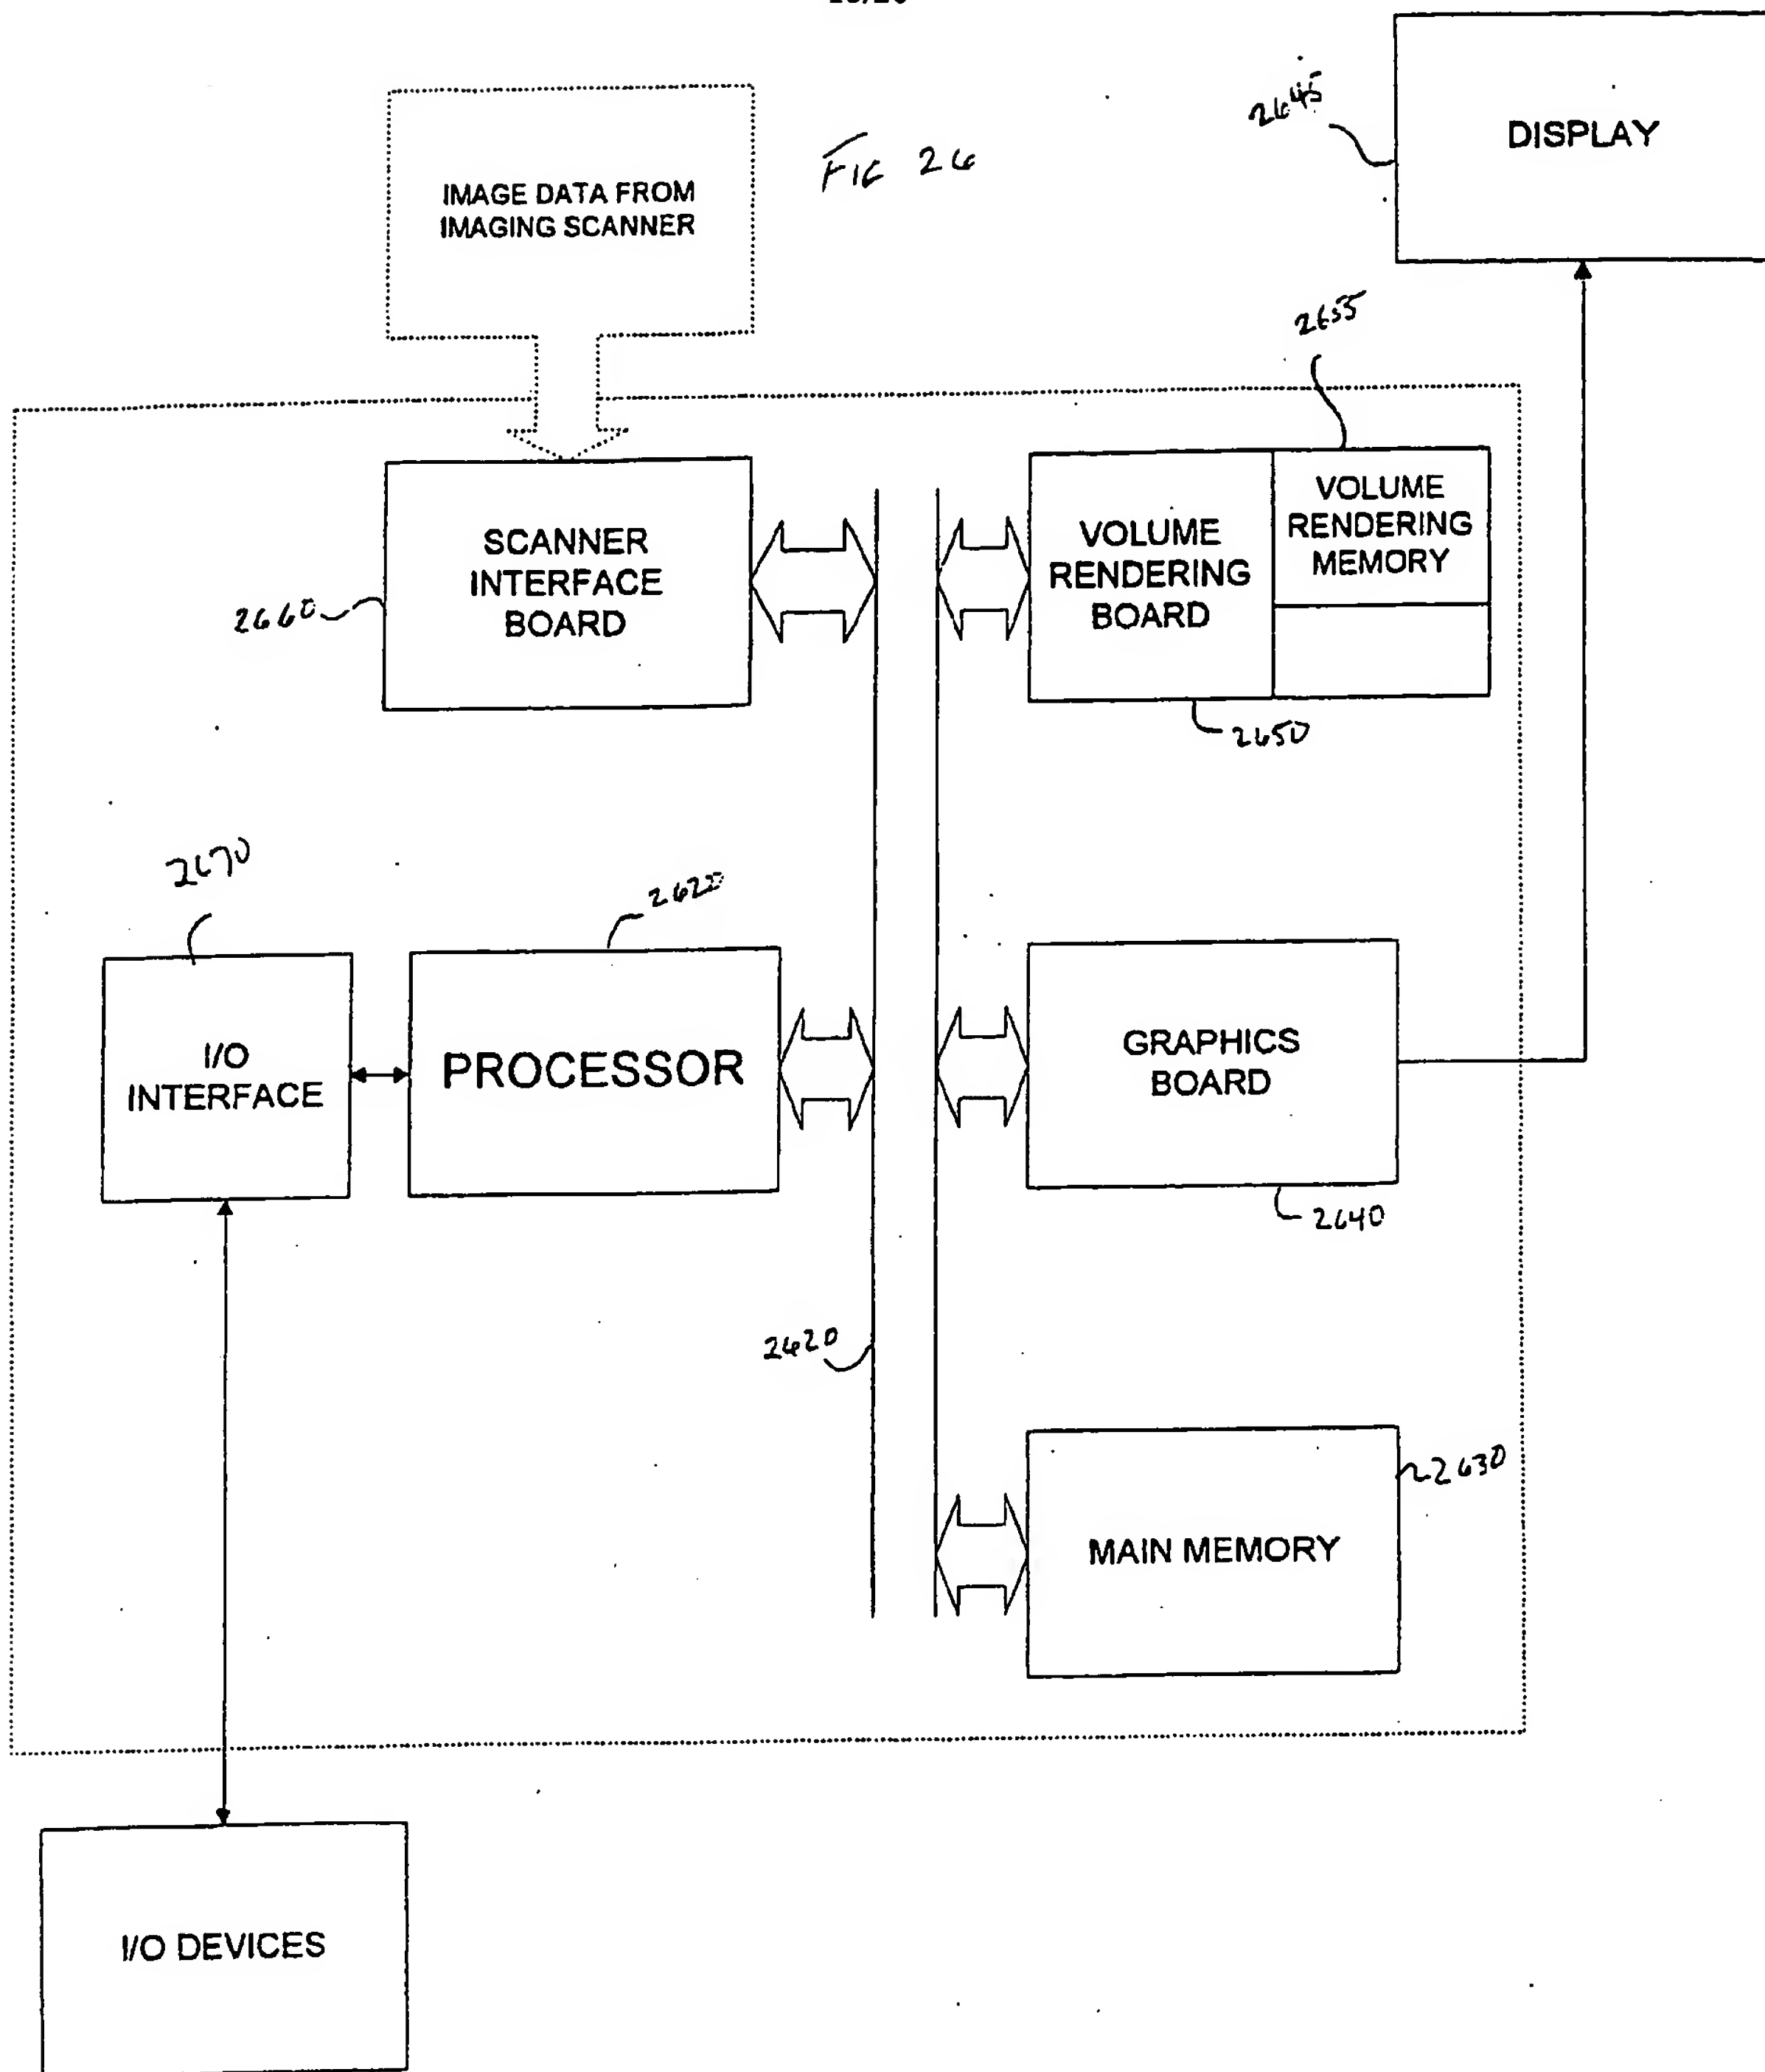 FIG 26
2645
DISPLAY
IMAGE DATA FROM
IMAGING SCANNER
2655
SCANNER
INTERFACE
BOARD
2660
VOLUME
RENDERING
BOARD
VOLUME
RENDERING
MEMORY
2650
2670
2620
I/O
INTERFACE
PROCESSOR
GRAPHICS
BOARD
2640
2620
2630
MAIN MEMORY
I/O DEVICES